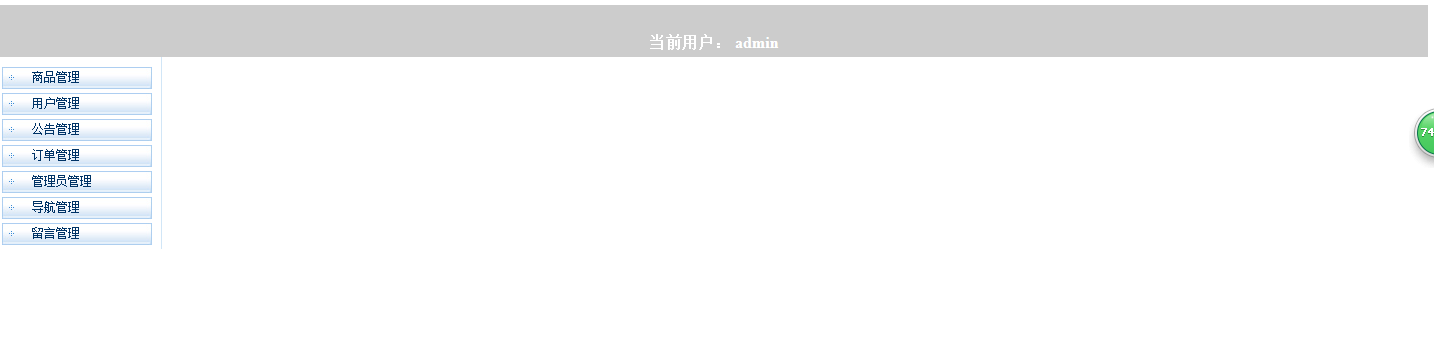 当前用户： admin
商品管理
用户管理
公告管理
订单管理
管理员管理
导航管理
留言管理
74